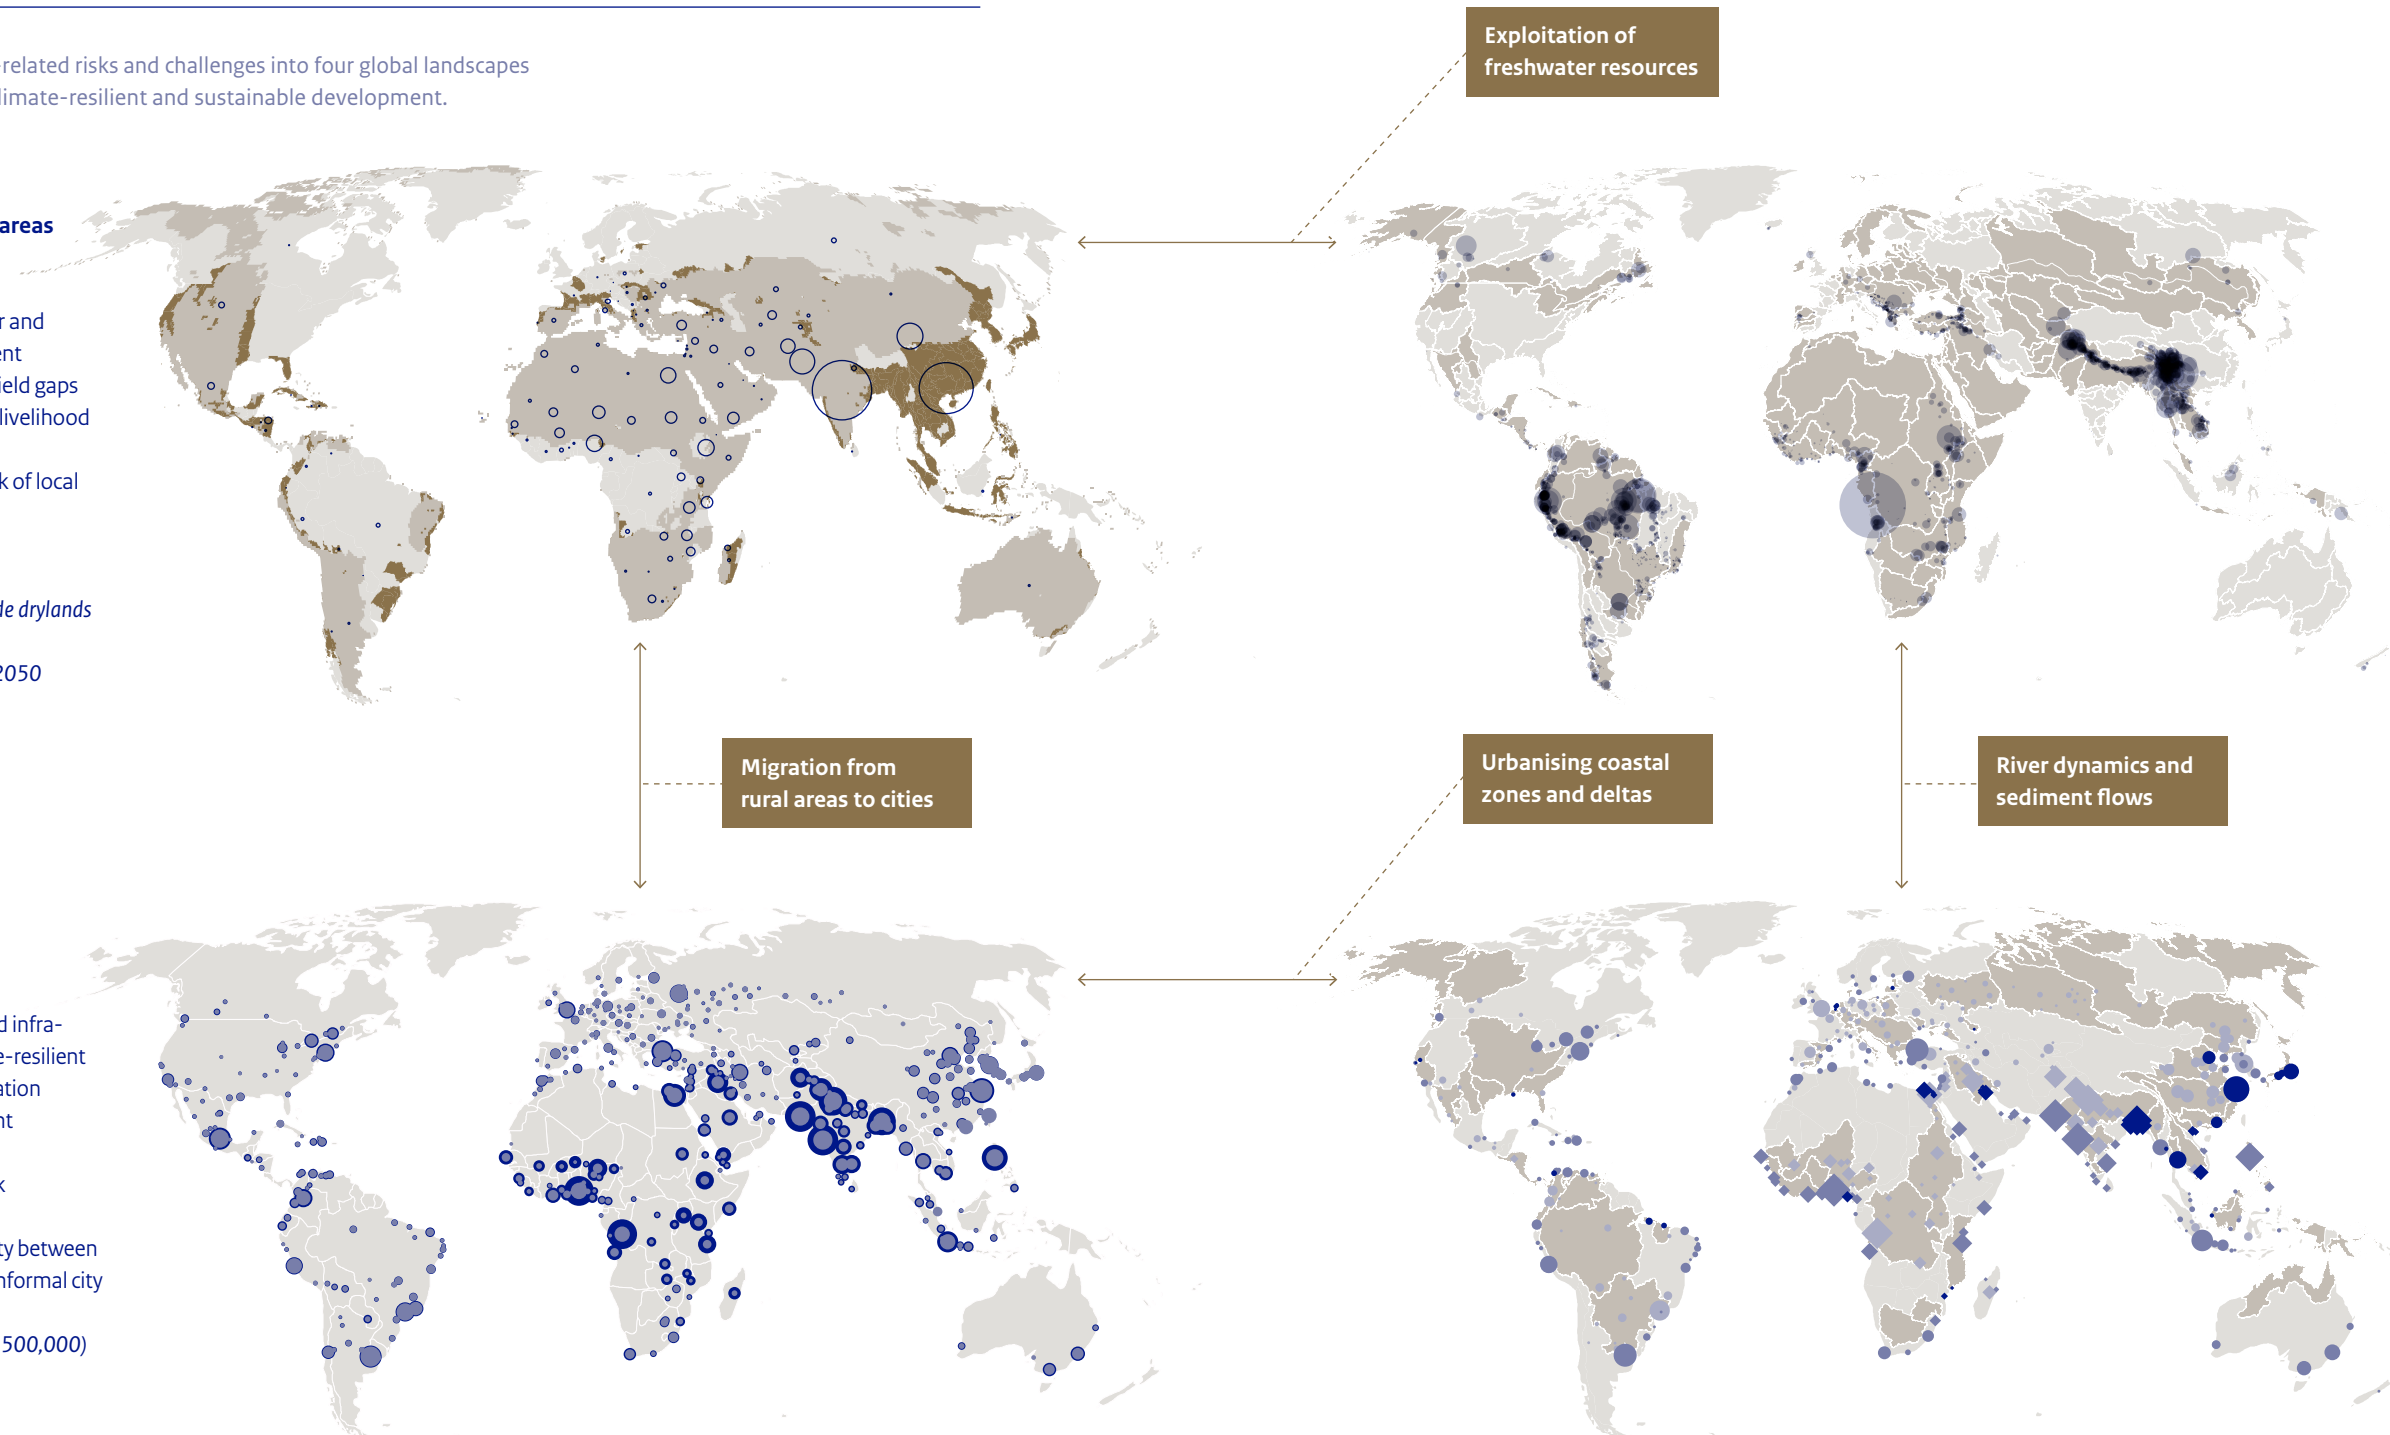 -related risks and challenges into four global landscapes
limate-resilient and sustainable development.
Exploitation of
freshwater resources
areas
r and
ent
ield gaps
livelihood
k of local
de drylands
2050
Migration from
rural areas to cities
Urbanising coastal
zones and deltas
River dynamics and
sediment flows
d infra-
e-resilient
ation
nt
k
ty between
nformal city
500,000)